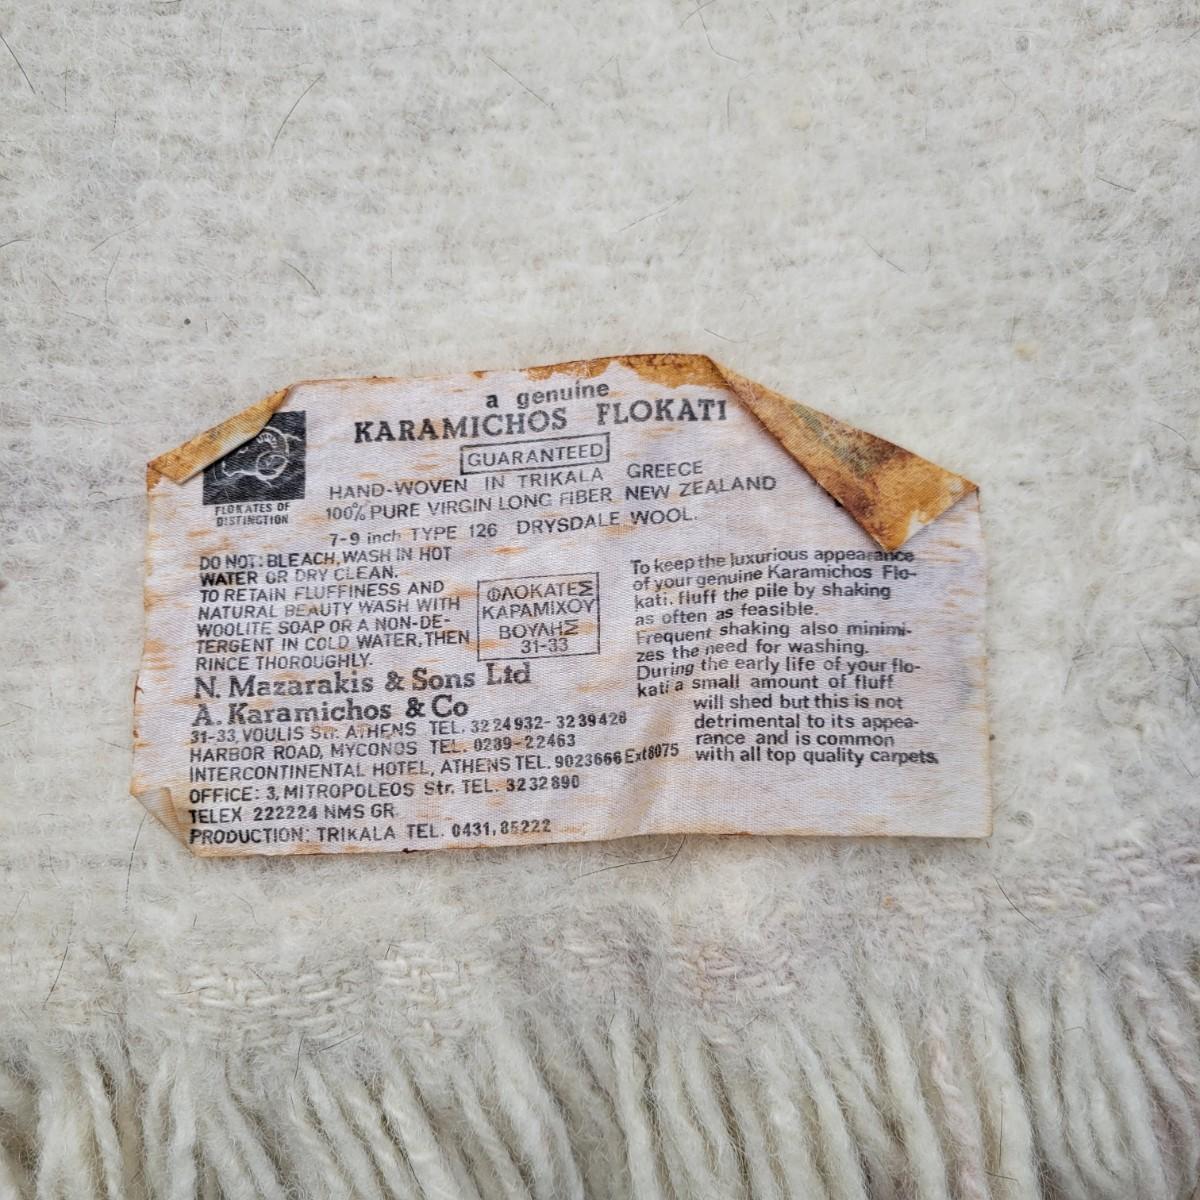 a genuine
KARAMICHOS FLOKATI
GUARANTEED
HAND-WOVEN IN TRIKALA GREECE
100% PURE VIRGIN LONG FIBER NEW ZEALAND
7-9 inch TYPE 126 DRYSDALE WOOL.
FLOKATES OF
DISTINCTION
DO NOT: BLEACH, WASH IN HOT
WATER OR DRY CLEAN.
TO RETAIN FLUFFINESS AND
NATURAL BEAUTY WASH WITH
WOOLITE SOAP OR A NON-DE-
TERGENT IN COLD WATER, THEN
RINCE THOROUGHLY.
ΦΛΟΚΑΤΕΣ
ΚΑΡΑΜΙΧΟΥ
ΒΟΥΛΗΣ
31-33
N. Mazarakis & Sons Ltd
A. Karamichos & Co
31-33, VOULIS Str. ATHENS TEL. 3224932-3239428
HARBOR ROAD, MYCONOS TEL. 0289-22463
INTERCONTINENTAL HOTEL, ATHENS TEL. 9023666 Ext 8075
OFFICE: 3, MITROPOLEOS Str. TEL. 3232890
TELEX 222224 NMS GR.
PRODUCTION: TRIKALA TEL. 0431, 85222
To keep the luxurious appearance
of your genuine Karamichos Flo-
kati. fluff the pile by shaking
as often as feasible.
Frequent shaking also minimi-
zes the need for washing.
During the early life of your flo-
kati a small amount of fluff
will shed but this is not
detrimental to its appea-
rance and is common
with all top quality carpets.